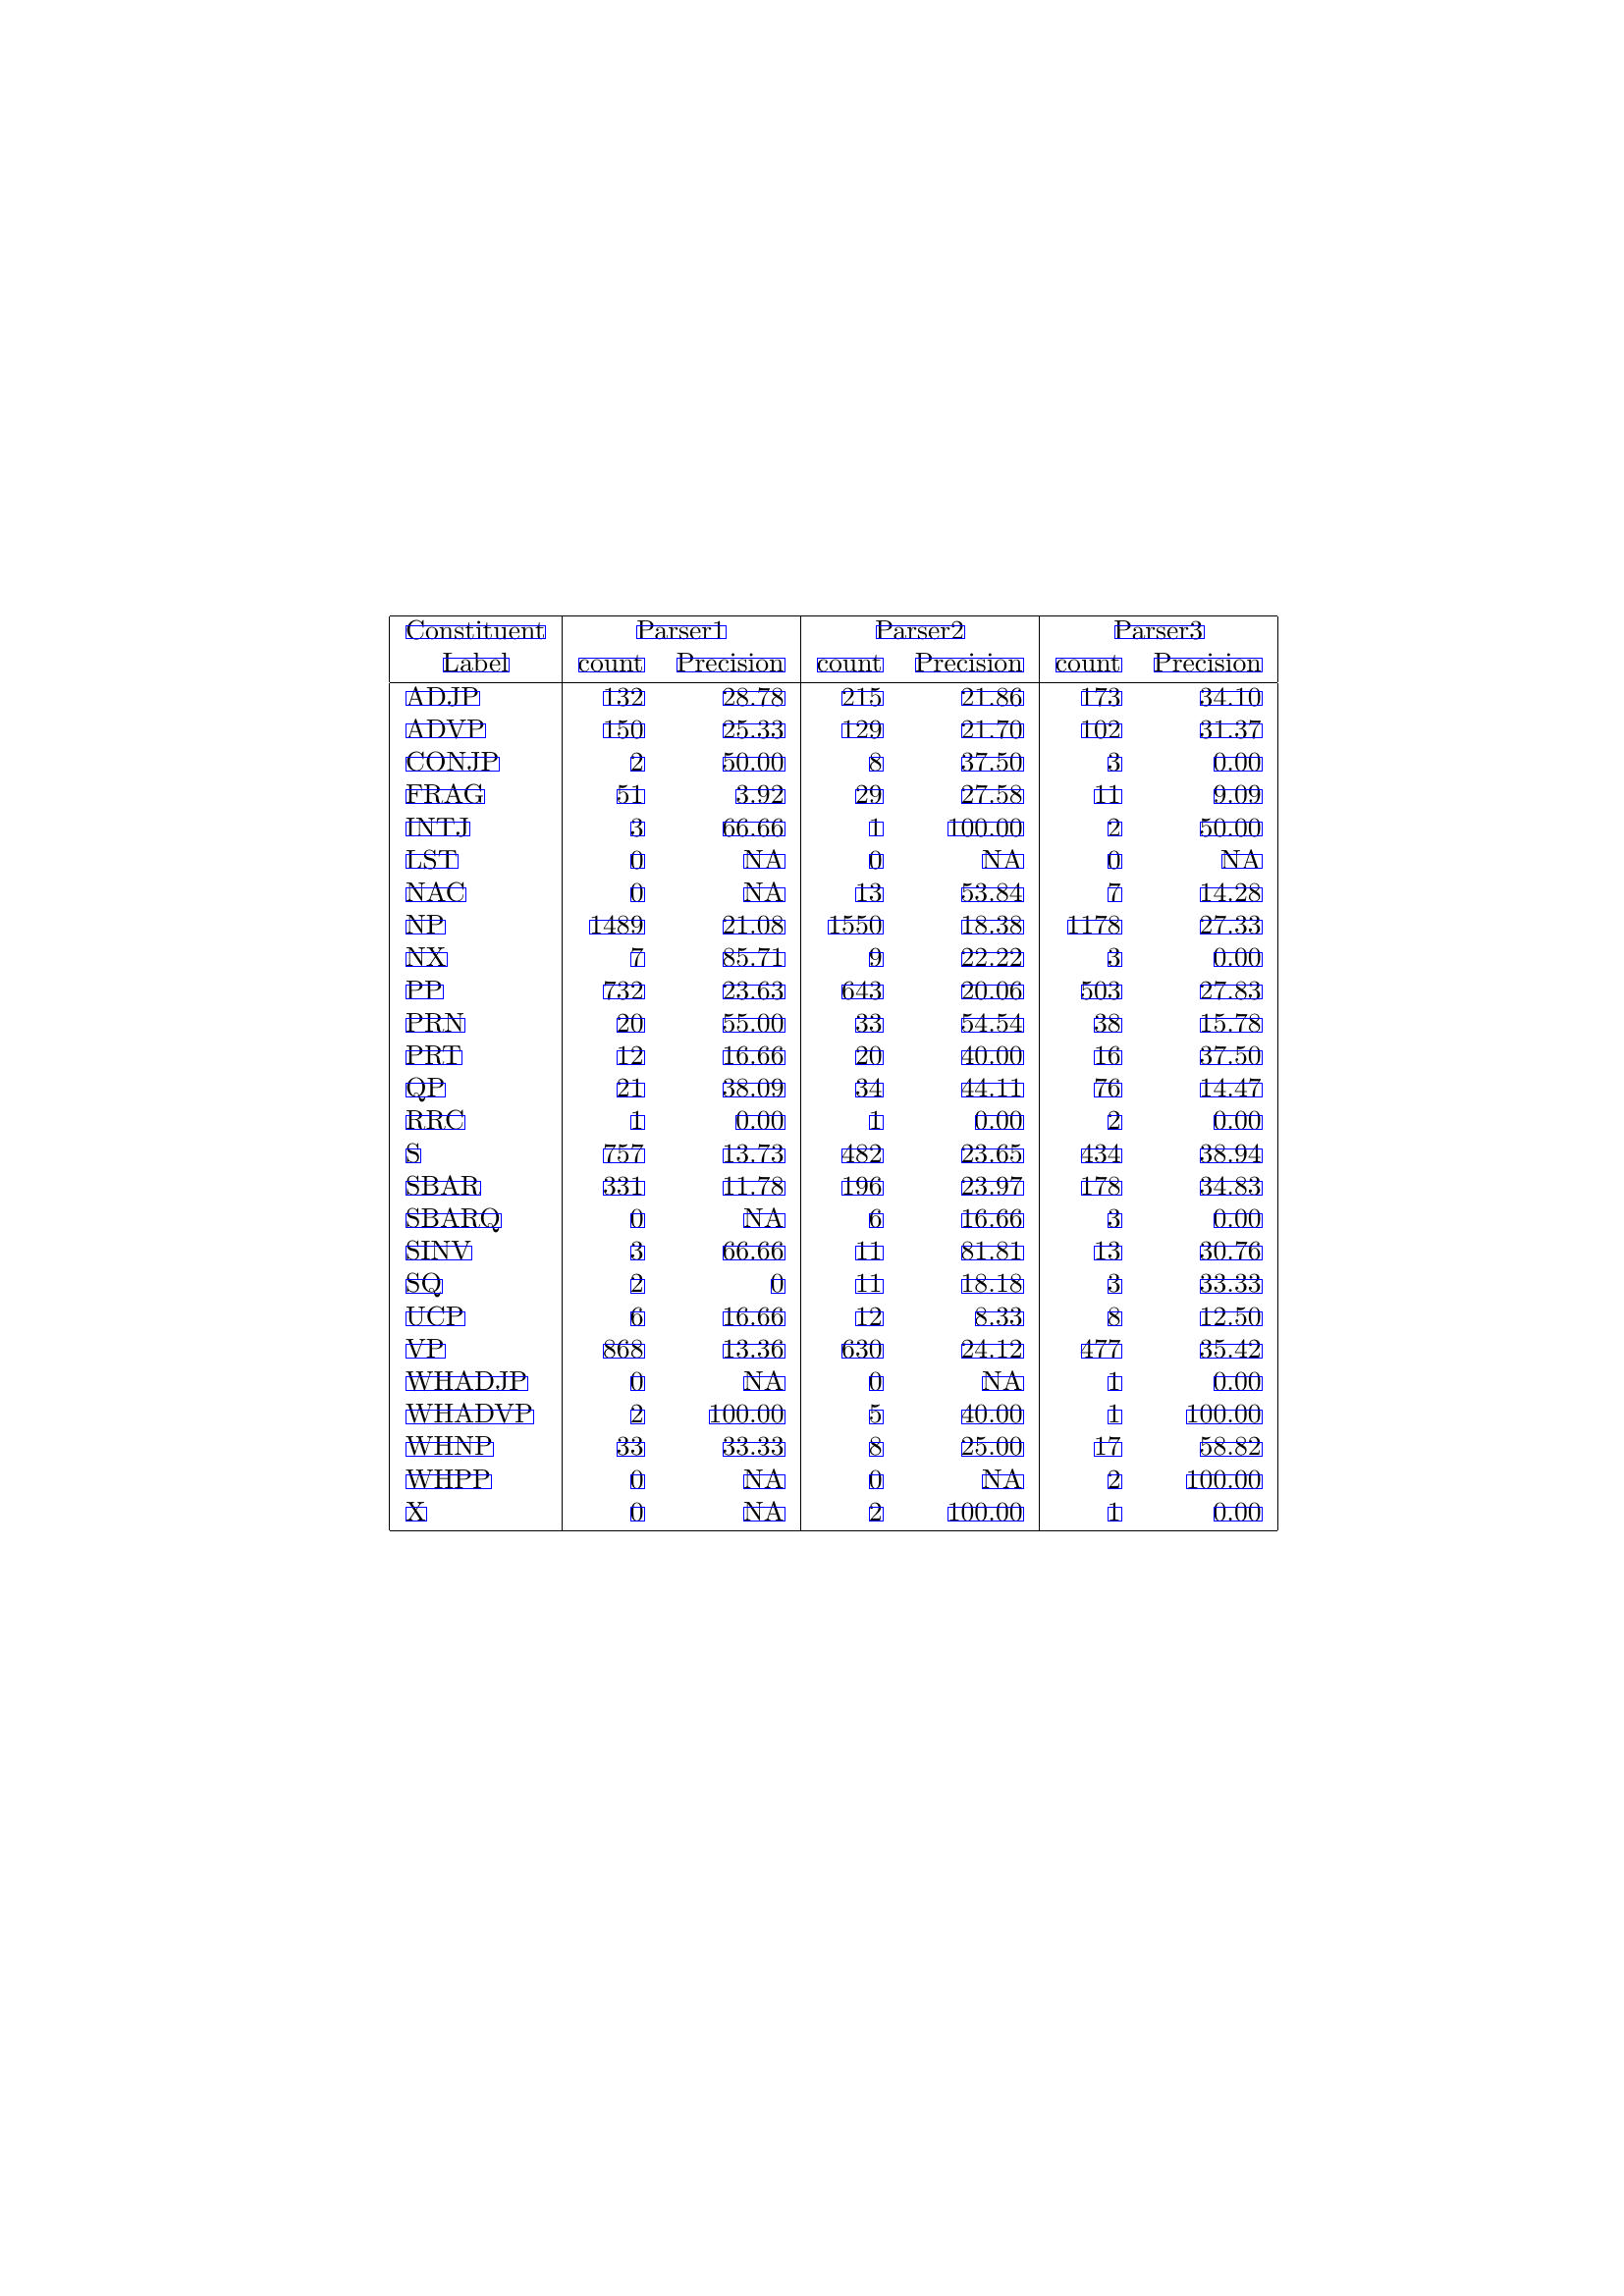 Constituent Parser1 Parser2 Parser3
Label count Precision count Precision count Precision
ADJP 132 28.78 215 21.86 173 34.10
ADVP 150 25.33 129 21.70 102 31.37
CONJP 2 50.00 8 37.50 3 0.00
FRAG 51 3.92 29 27.58 11 9.09
INTJ 3 66.66 1 100.00 2 50.00
LST 0 NA 0 NA 0 NA
NAC 0 NA 13 53.84 7 14.28
NP 1489 21.08 1550 18.38 1178 27.33
NX 7 85.71 9 22.22 3 0.00
PP 732 23.63 643 20.06 503 27.83
PRN 20 55.00 33 54.54 38 15.78
PRT 12 16.66 20 40.00 16 37.50
QP 21 38.09 34 44.11 76 14.47
RRC 1 0.00 1 0.00 2 0.00
S 757 13.73 482 23.65 434 38.94
SBAR 331 11.78 196 23.97 178 34.83
SBARQ 0 NA 6 16.66 3 0.00
SINV 3 66.66 11 81.81 13 30.76
SQ 2 0 11 18.18 3 33.33
UCP 6 16.66 12 8.33 8 12.50
VP 868 13.36 630 24.12 477 35.42
WHADJP 0 NA 0 NA 1 0.00
WHADVP 2 100.00 5 40.00 1 100.00
WHNP 33 33.33 8 25.00 17 58.82
WHPP 0 NA 0 NA 2 100.00
X 0 NA 2 100.00 1 0.00